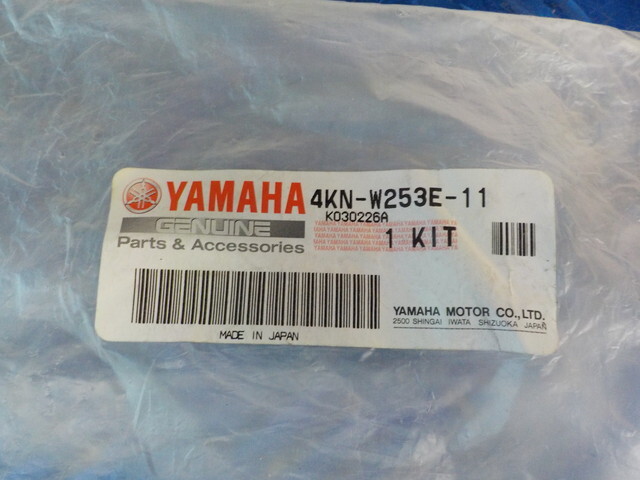 YAMAHA 4KN-W253E-11
K030226A
GENUINE
1 KIT
Parts & Accessories
YAMAHA MOTOR CO.,LTD.
2500 SHINGAI IWATA SHIZUOKA JAPAN
MADE IN JAPAN